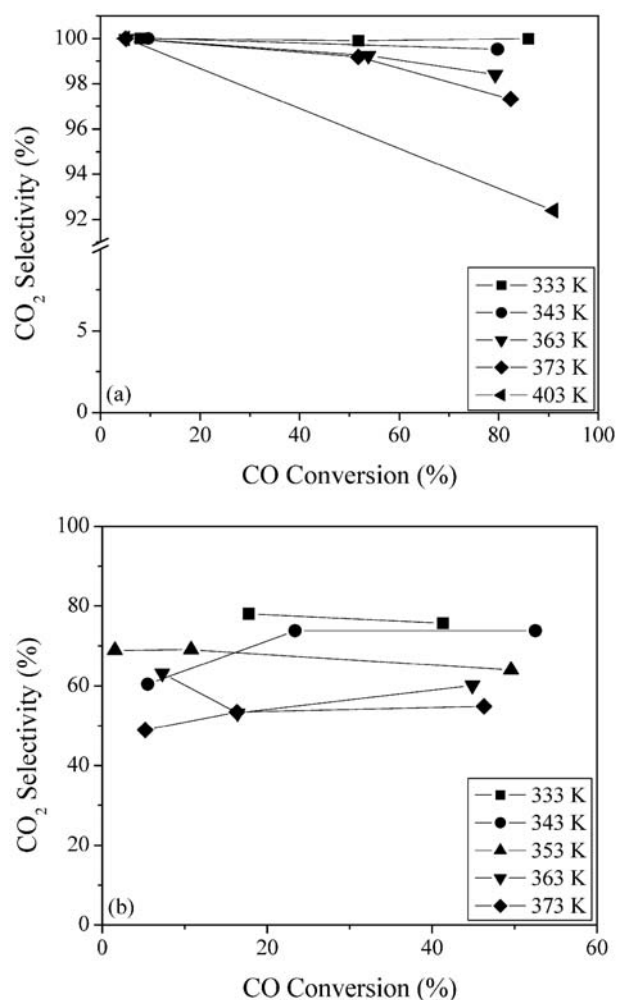 100
98
96
94
92
5
0
CO₂ Selectivity (%)
333 K
343 K
363 K
373 K
403 K
(a)
0 20 40 60 80 100
CO Conversion (%)
100
80
60
40
20
0
CO₂ Selectivity (%)
333 K
343 K
353 K
363 K
373 K
(b)
0 20 40 60
CO Conversion (%)